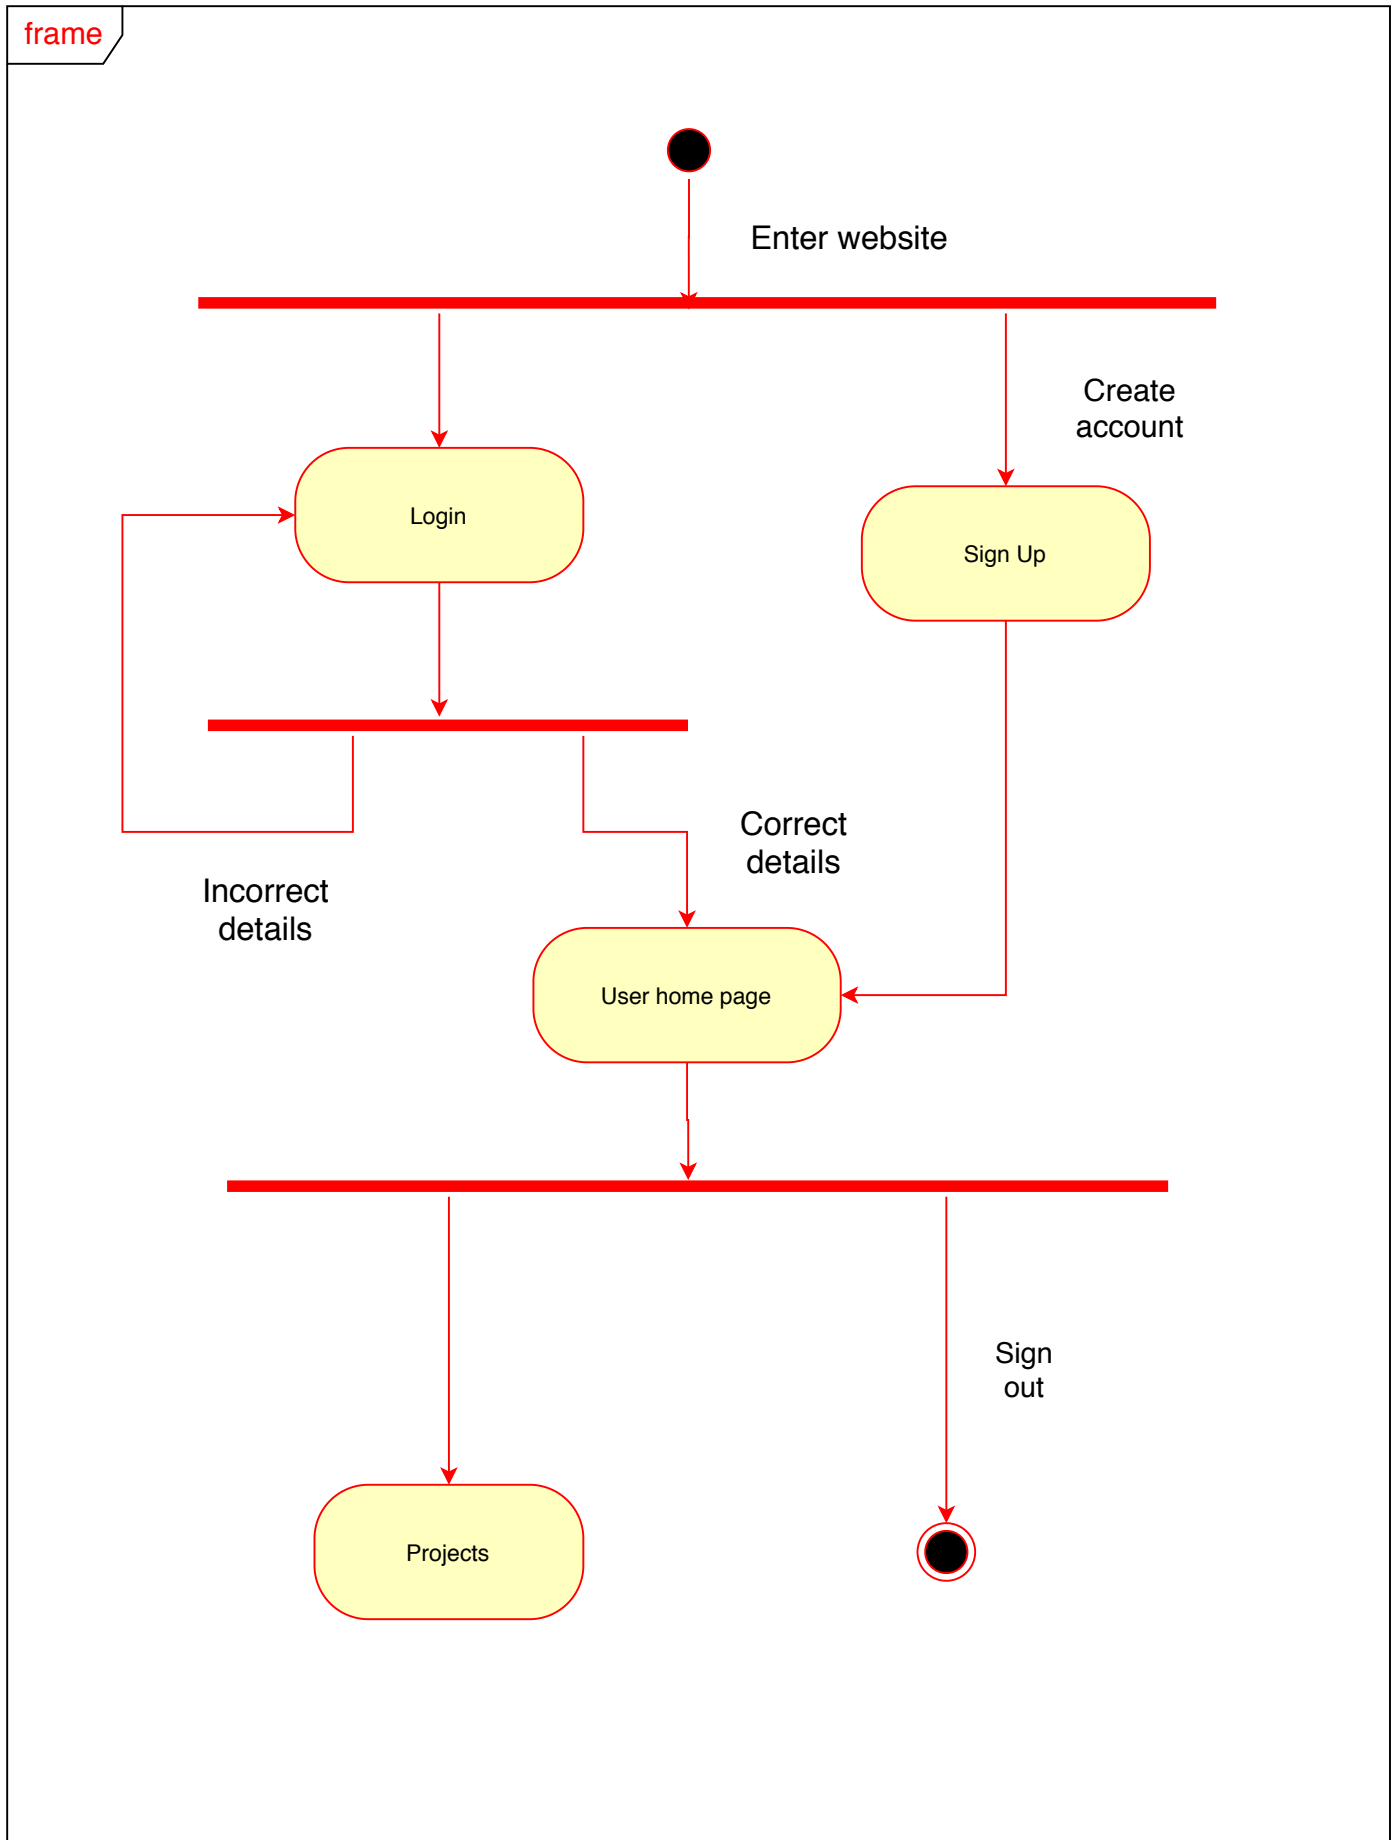 frame
Enter website
Create
account
Login
Sign Up
Correct
details
Incorrect
details
User home page
Sign
out
Projects